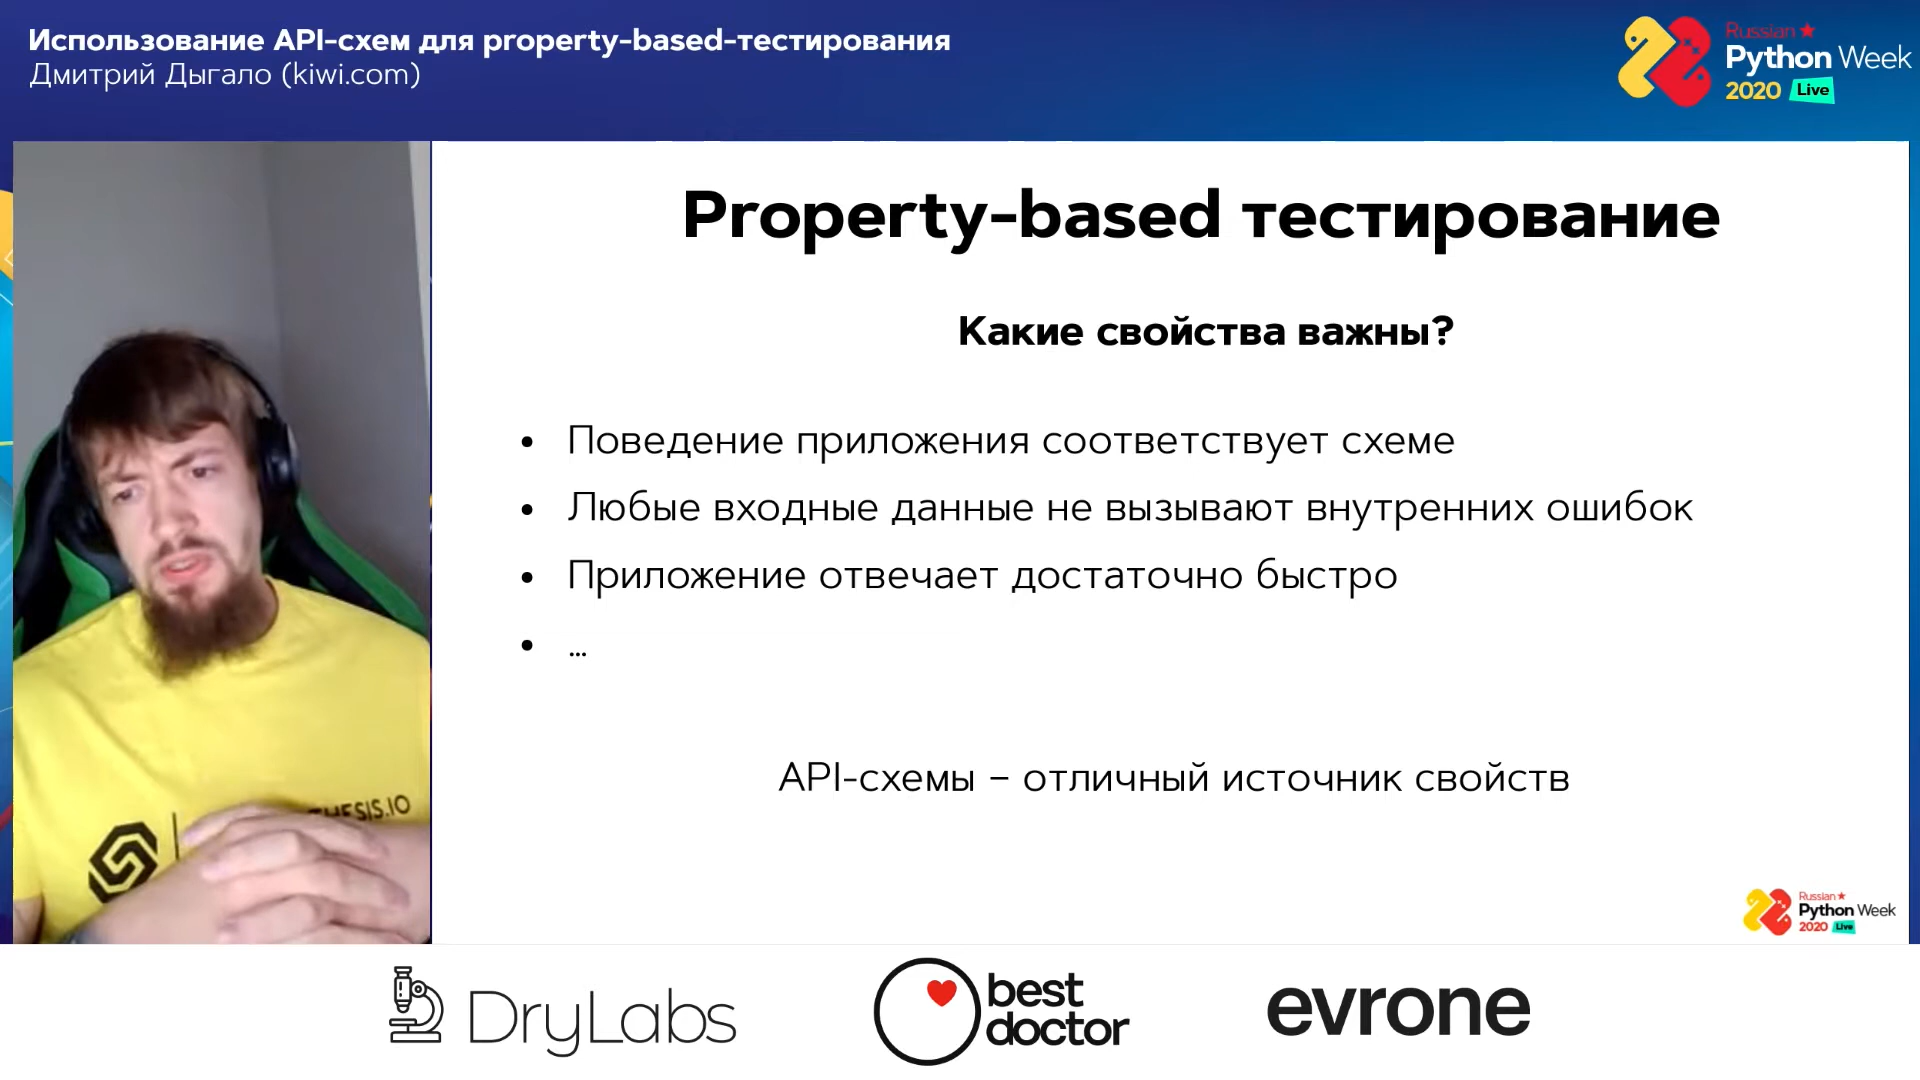 Использование API-схем для property-based-тестирования
Дмитрий Дыгало (kiwi.com)
Russian
Python Week
2020 Live
Property-based тестирование
Какие свойства важны?
• Поведение приложения соответствует схеме
• Любые входные данные не вызывают внутренних ошибок
• Приложение отвечает достаточно быстро
• ...
API-схемы – отличный источник свойств
THESIS.IO
Russian
Python Week
2020 Live
DryLabs
best
doctor
evrone